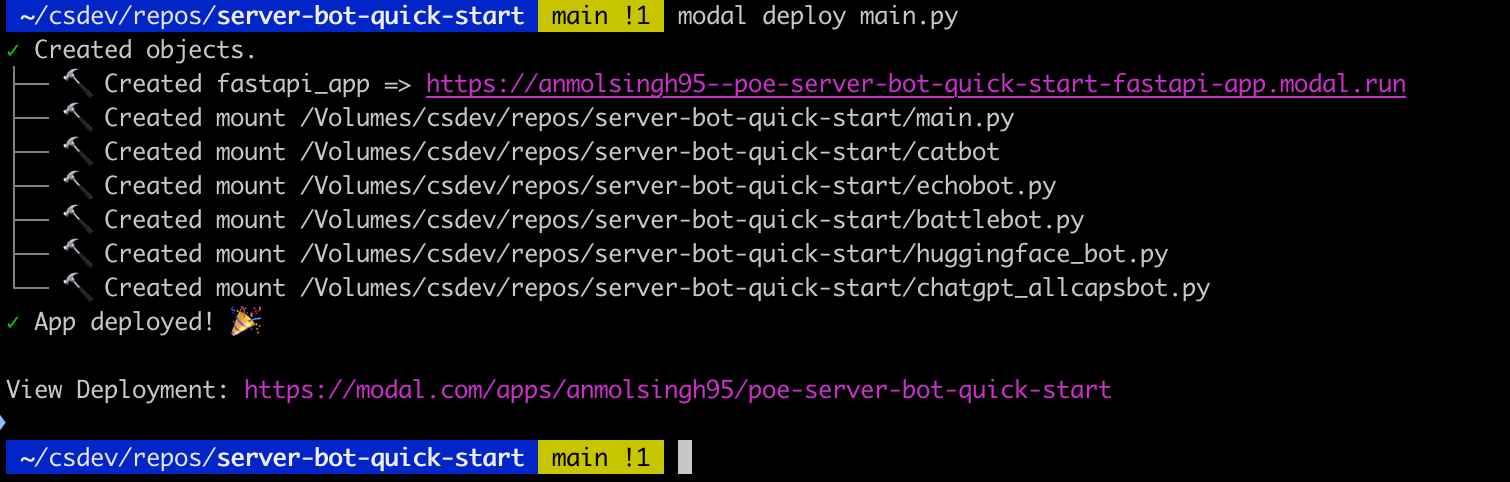 ~/csdev/repos/server-bot-quick-start main !1 modal deploy main.py
✓ Created objects.
├── 🔨 Created fastapi_app => https://anmolsingh95--poe-server-bot-quick-start-fastapi-app.modal.run
├── 🔨 Created mount /Volumes/csdev/repos/server-bot-quick-start/main.py
├── 🔨 Created mount /Volumes/csdev/repos/server-bot-quick-start/catbot
├── 🔨 Created mount /Volumes/csdev/repos/server-bot-quick-start/echobot.py
├── 🔨 Created mount /Volumes/csdev/repos/server-bot-quick-start/battlebot.py
├── 🔨 Created mount /Volumes/csdev/repos/server-bot-quick-start/huggingface_bot.py
└── 🔨 Created mount /Volumes/csdev/repos/server-bot-quick-start/chatgpt_allcapsbot.py
✓ App deployed! 🎉
View Deployment: https://modal.com/apps/anmolsingh95/poe-server-bot-quick-start
~/csdev/repos/server-bot-quick-start main !1